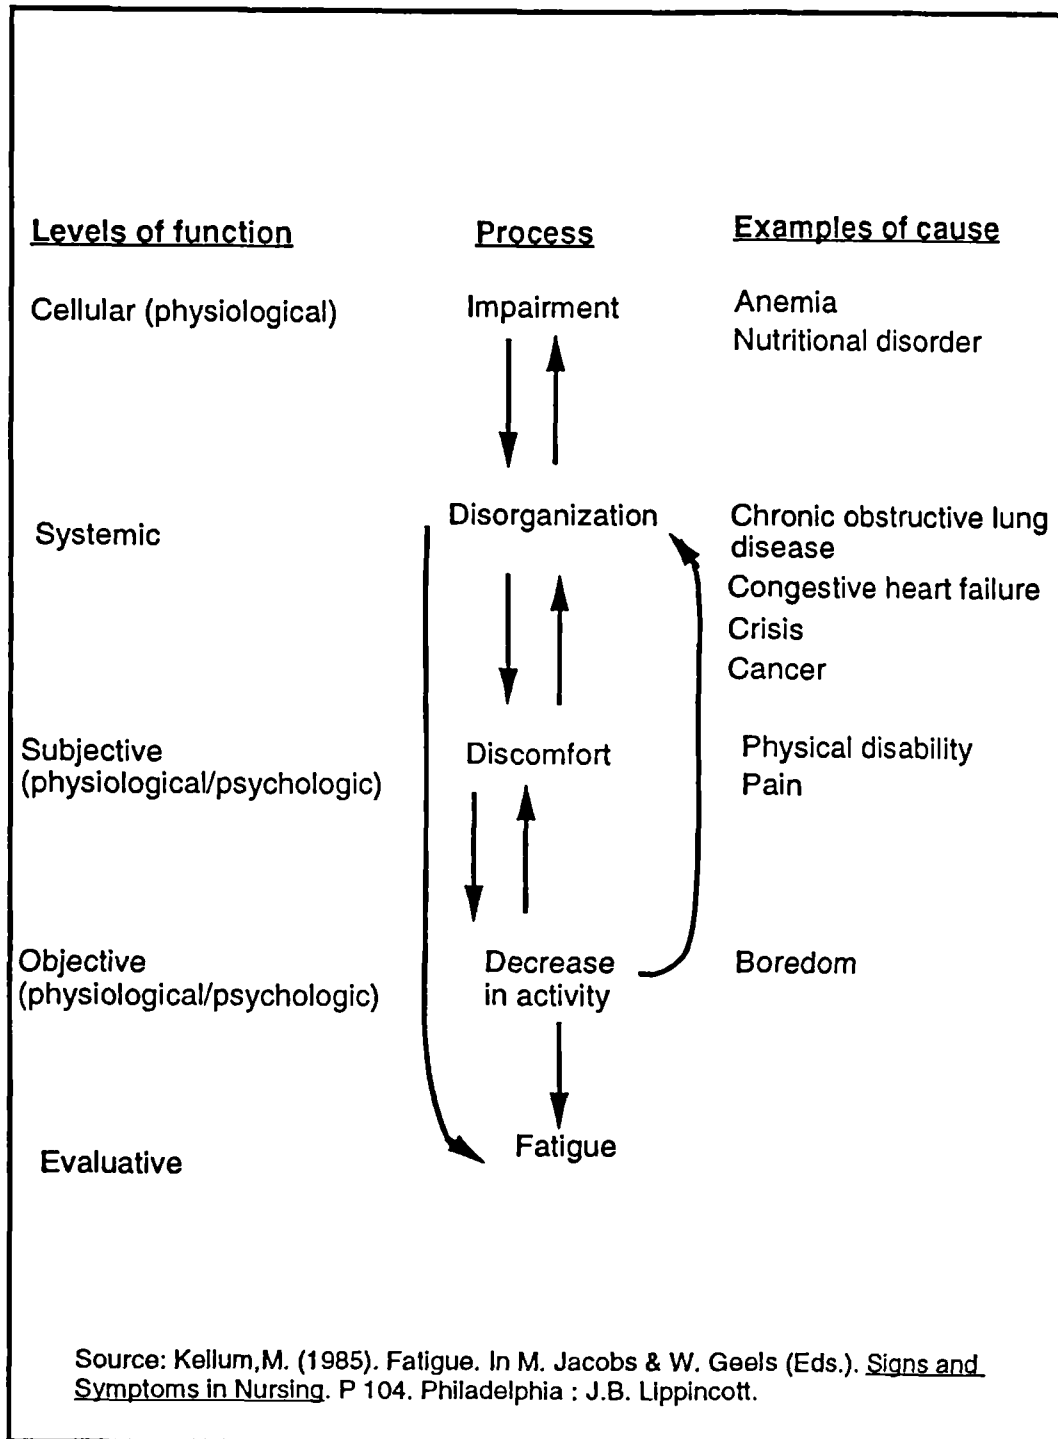 Levels of function
Process
Examples of cause
Cellular (physiological)
Impairment
Anemia
Nutritional disorder
Systemic
Disorganization
Chronic obstructive lung
disease
Congestive heart failure
Crisis
Cancer
Subjective
(physiological/psychologic)
Discomfort
Physical disability
Pain
Objective
(physiological/psychologic)
Decrease
in activity
Boredom
Evaluative
Fatigue
Source: Kellum,M. (1985). Fatigue. In M. Jacobs & W. Geels (Eds.). Signs and
Symptoms in Nursing. P 104. Philadelphia : J.B. Lippincott.